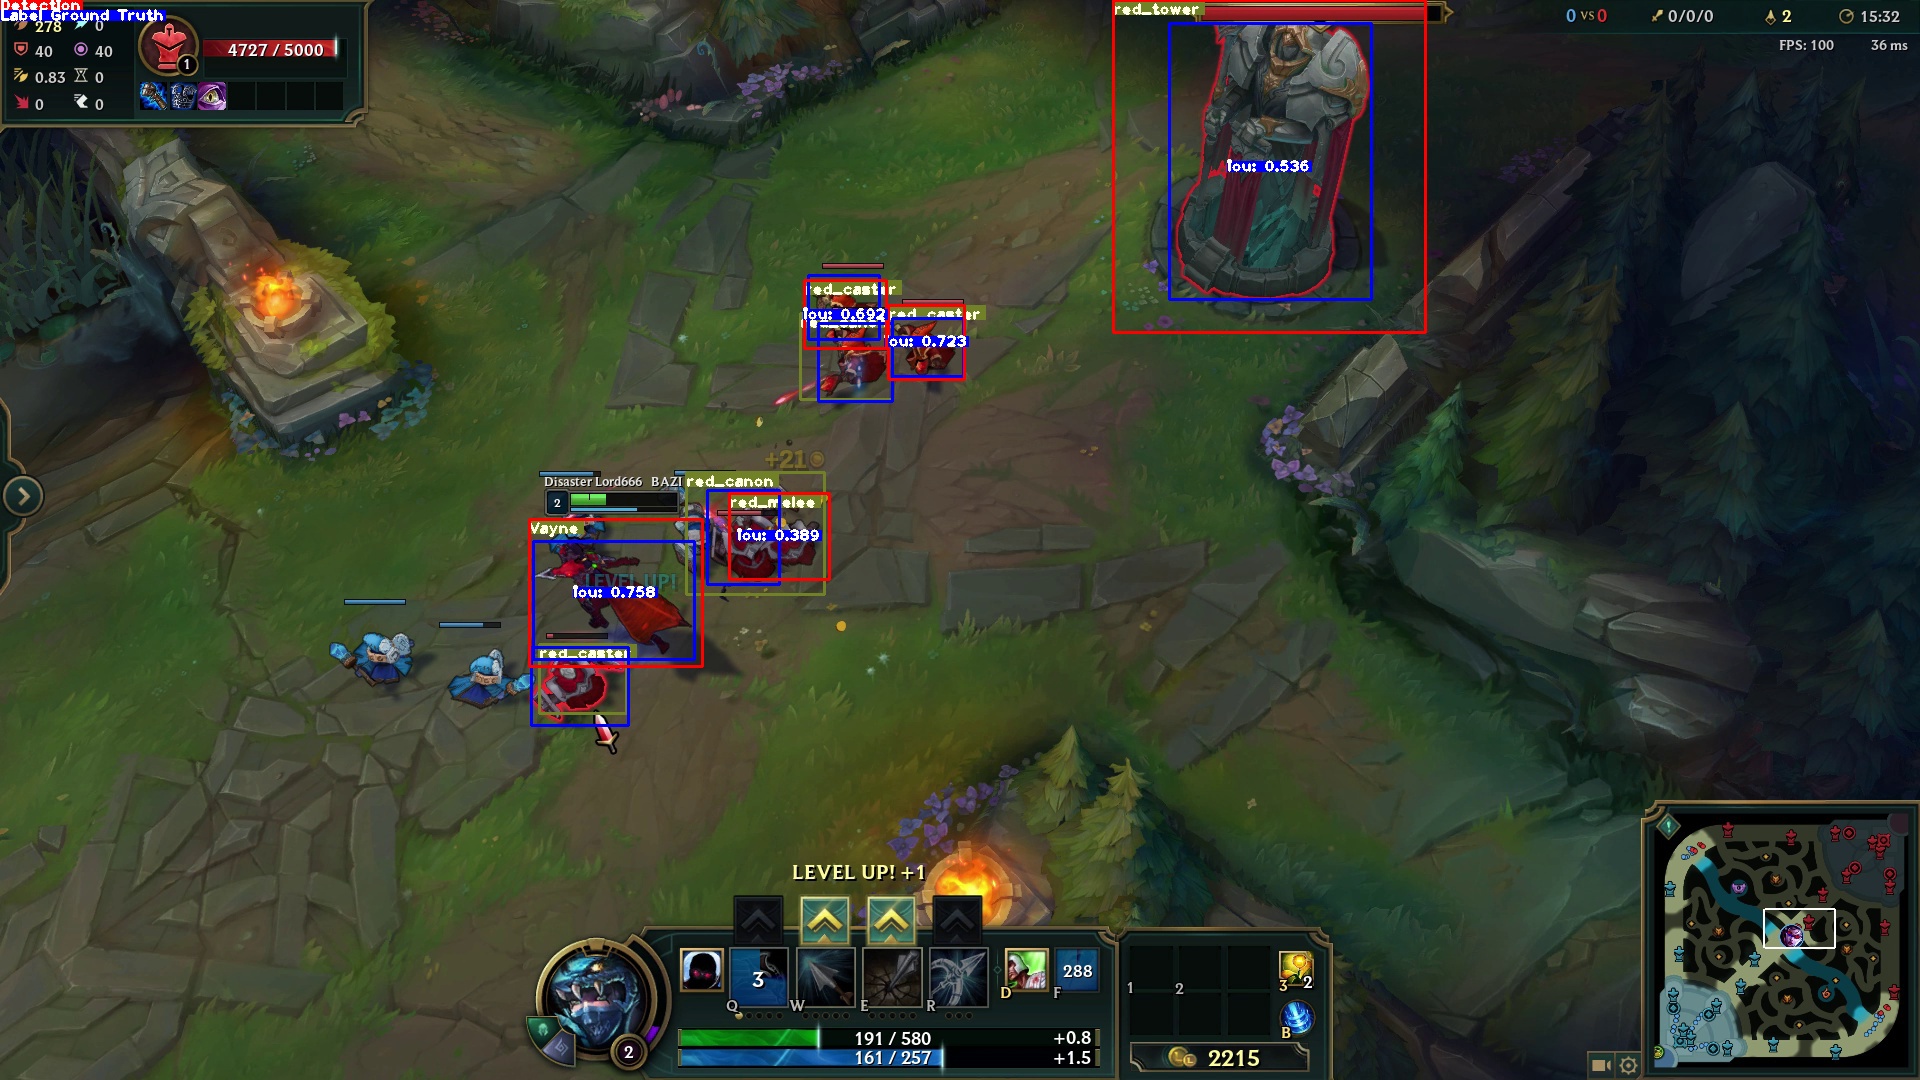 Detection
Label Ground Truth
278 0
40 40
0.83 0
0 0
1
4727 / 5000
red_tower
0 vs 0
0/0/0
2
15:32
FPS: 100
36 ms
Iou: 0.536
red_caster
Iou: 0.692
red_caster
Iou: 0.723
+21
Disaster Lord666 BAZI
2
red_canon
red_melee
Iou: 0.389
Vayne
LEVEL UP!
Iou: 0.758
red_caster
LEVEL UP! +1
3
288
Q W E R D F
191 / 580
+0.8
161 / 257
+1.5
2
1
2
3 2
B
2215